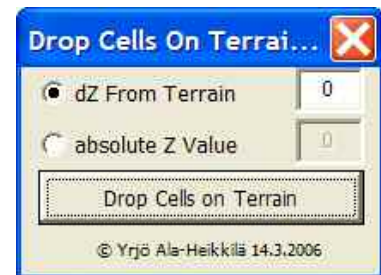 Drop Cells On Terrai...
dZ From Terrain 0
absolute Z Value 0
Drop Cells on Terrain
© Yrjö Ala-Heikkilä 14.3.2006